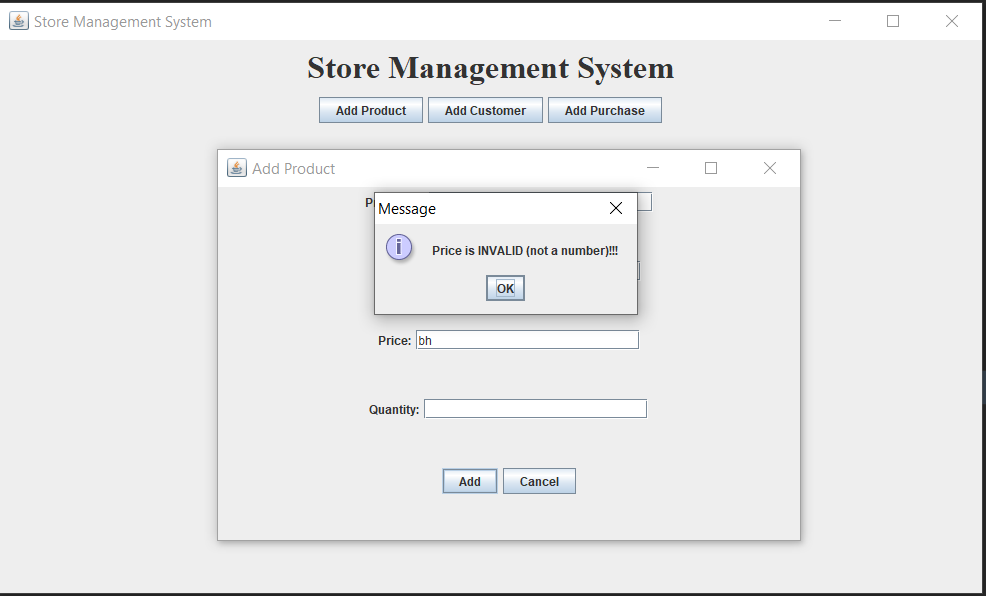 Store Management System
Store Management System
Add Product Add Customer Add Purchase
Add Product
Message
Price is INVALID (not a number)!!!
OK
Price: bh
Quantity:
Add Cancel